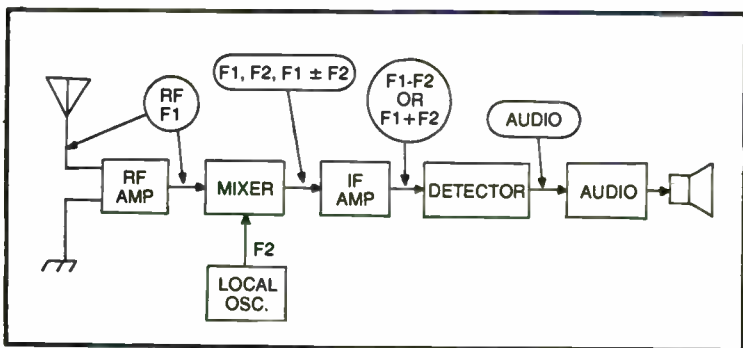 RF
F1
F1, F2, F1 ± F2
F1-F2
OR
F1+F2
AUDIO
RF
AMP
MIXER
IF
AMP
DETECTOR
AUDIO
F2
LOCAL
OSC.